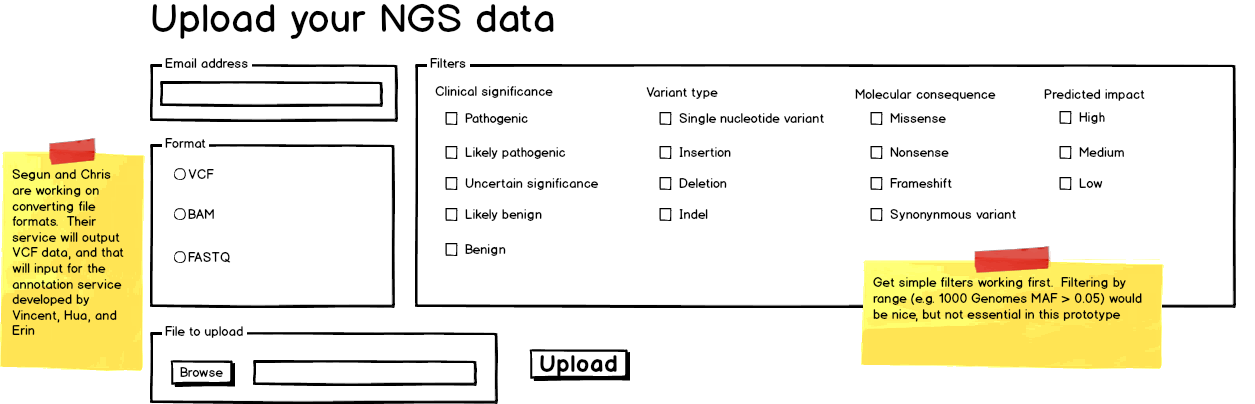 Upload your NGS data
Email address
Format
VCF
BAM
FASTQ
Filters
Clinical significance
Pathogenic
Likely pathogenic
Uncertain significance
Likely benign
Benign
Variant type
Single nucleotide variant
Insertion
Deletion
Indel
Molecular consequence
Missense
Nonsense
Frameshift
Synonynmous variant
Predicted impact
High
Medium
Low
File to upload
Browse
Upload
Segun and Chris
are working on
converting file
formats. Their
service will output
VCF data, and that
will input for the
annotation service
developed by
Vincent, Hua, and
Erin
Get simple filters working first. Filtering by
range (e.g. 1000 Genomes MAF > 0.05) would
be nice, but not essential in this prototype